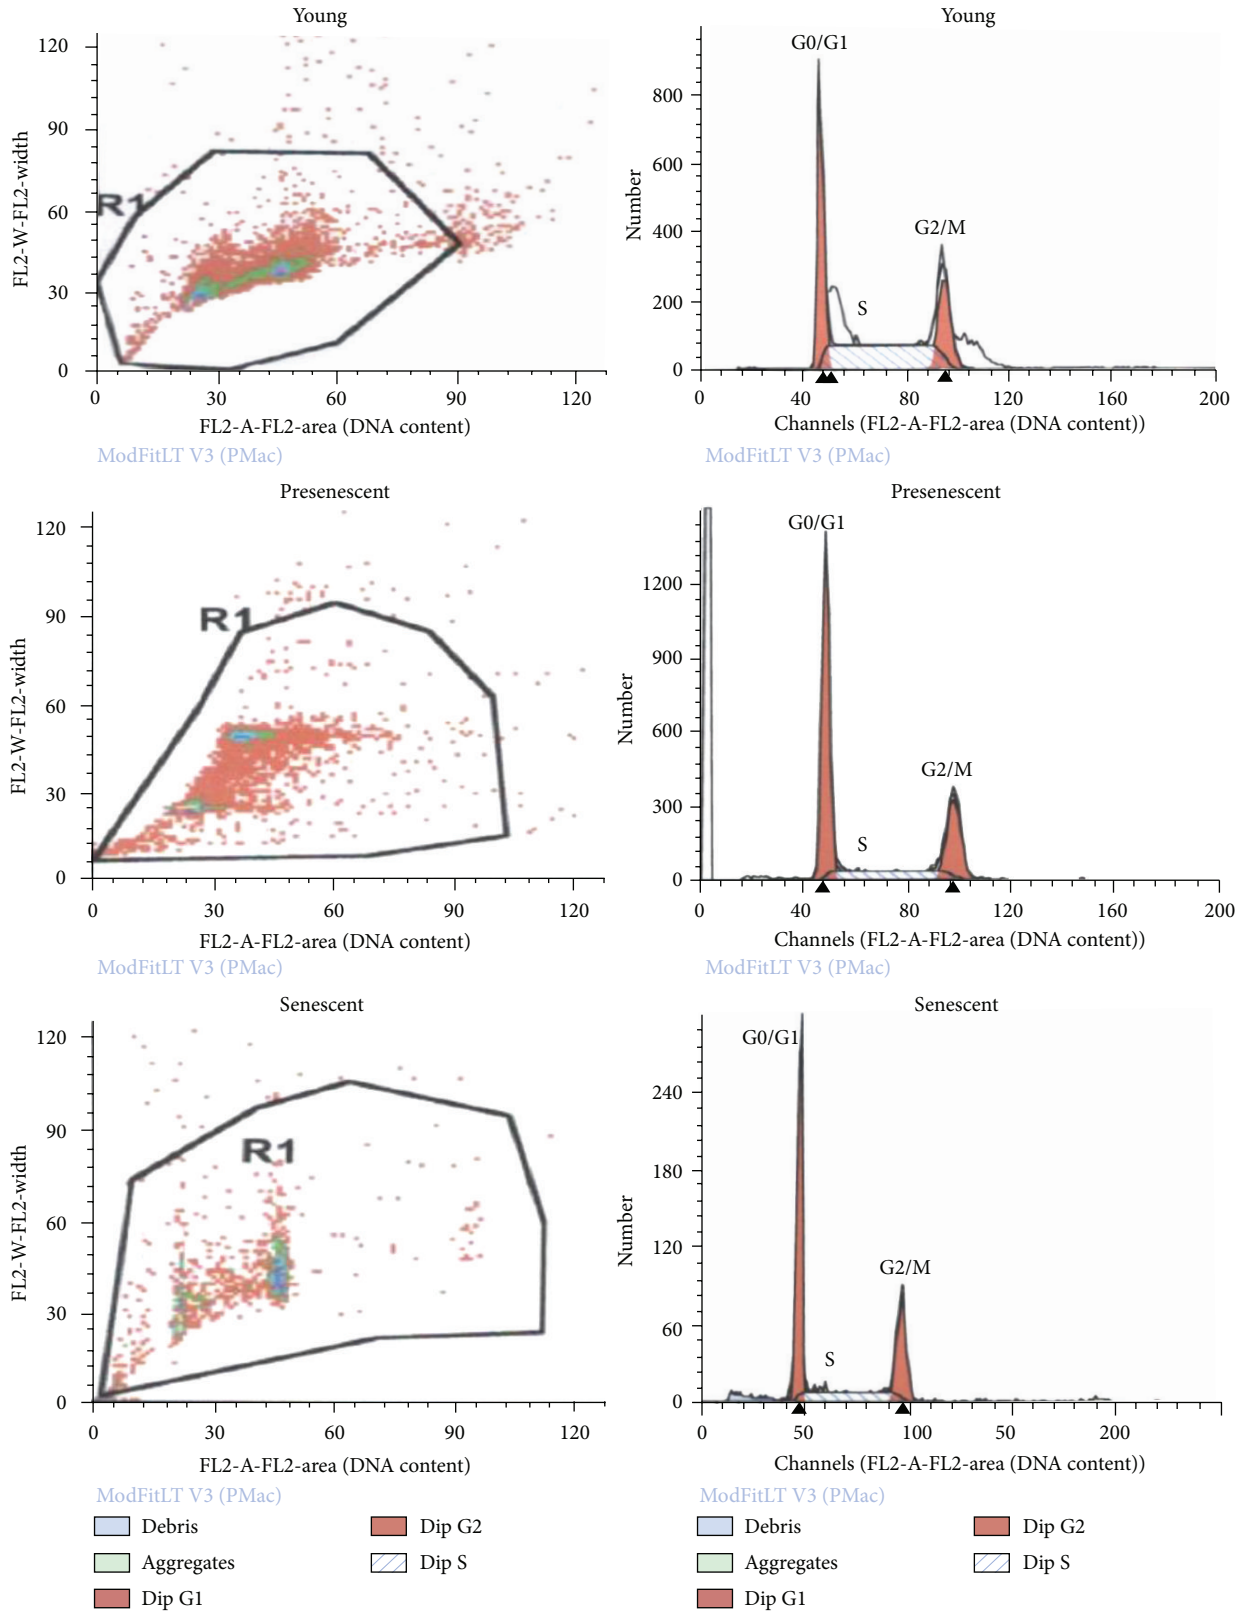 Young
120
90
60
30
0
FL2-W-FL2-width
R1
0 30 60 90 120
FL2-A-FL2-area (DNA content)
ModFitLT V3 (PMac)
Young
G0/G1
800
600
400
200
0
Number
G2/M
S
0 40 80 120 160 200
Channels (FL2-A-FL2-area (DNA content))
ModFitLT V3 (PMac)
Presenescent
120
90
60
30
0
FL2-W-FL2-width
R1
0 30 60 90 120
FL2-A-FL2-area (DNA content)
ModFitLT V3 (PMac)
Presenescent
G0/G1
1200
900
600
300
0
Number
G2/M
S
0 40 80 120 160 200
Channels (FL2-A-FL2-area (DNA content))
ModFitLT V3 (PMac)
Senescent
120
90
60
30
0
FL2-W-FL2-width
R1
0 30 60 90 120
FL2-A-FL2-area (DNA content)
ModFitLT V3 (PMac)
Senescent
G0/G1
240
180
120
60
0
Number
G2/M
S
0 50 100 50 200
Channels (FL2-A-FL2-area (DNA content))
ModFitLT V3 (PMac)
Debris
Aggregates
Dip G1
Dip G2
Dip S
Debris
Aggregates
Dip G1
Dip G2
Dip S